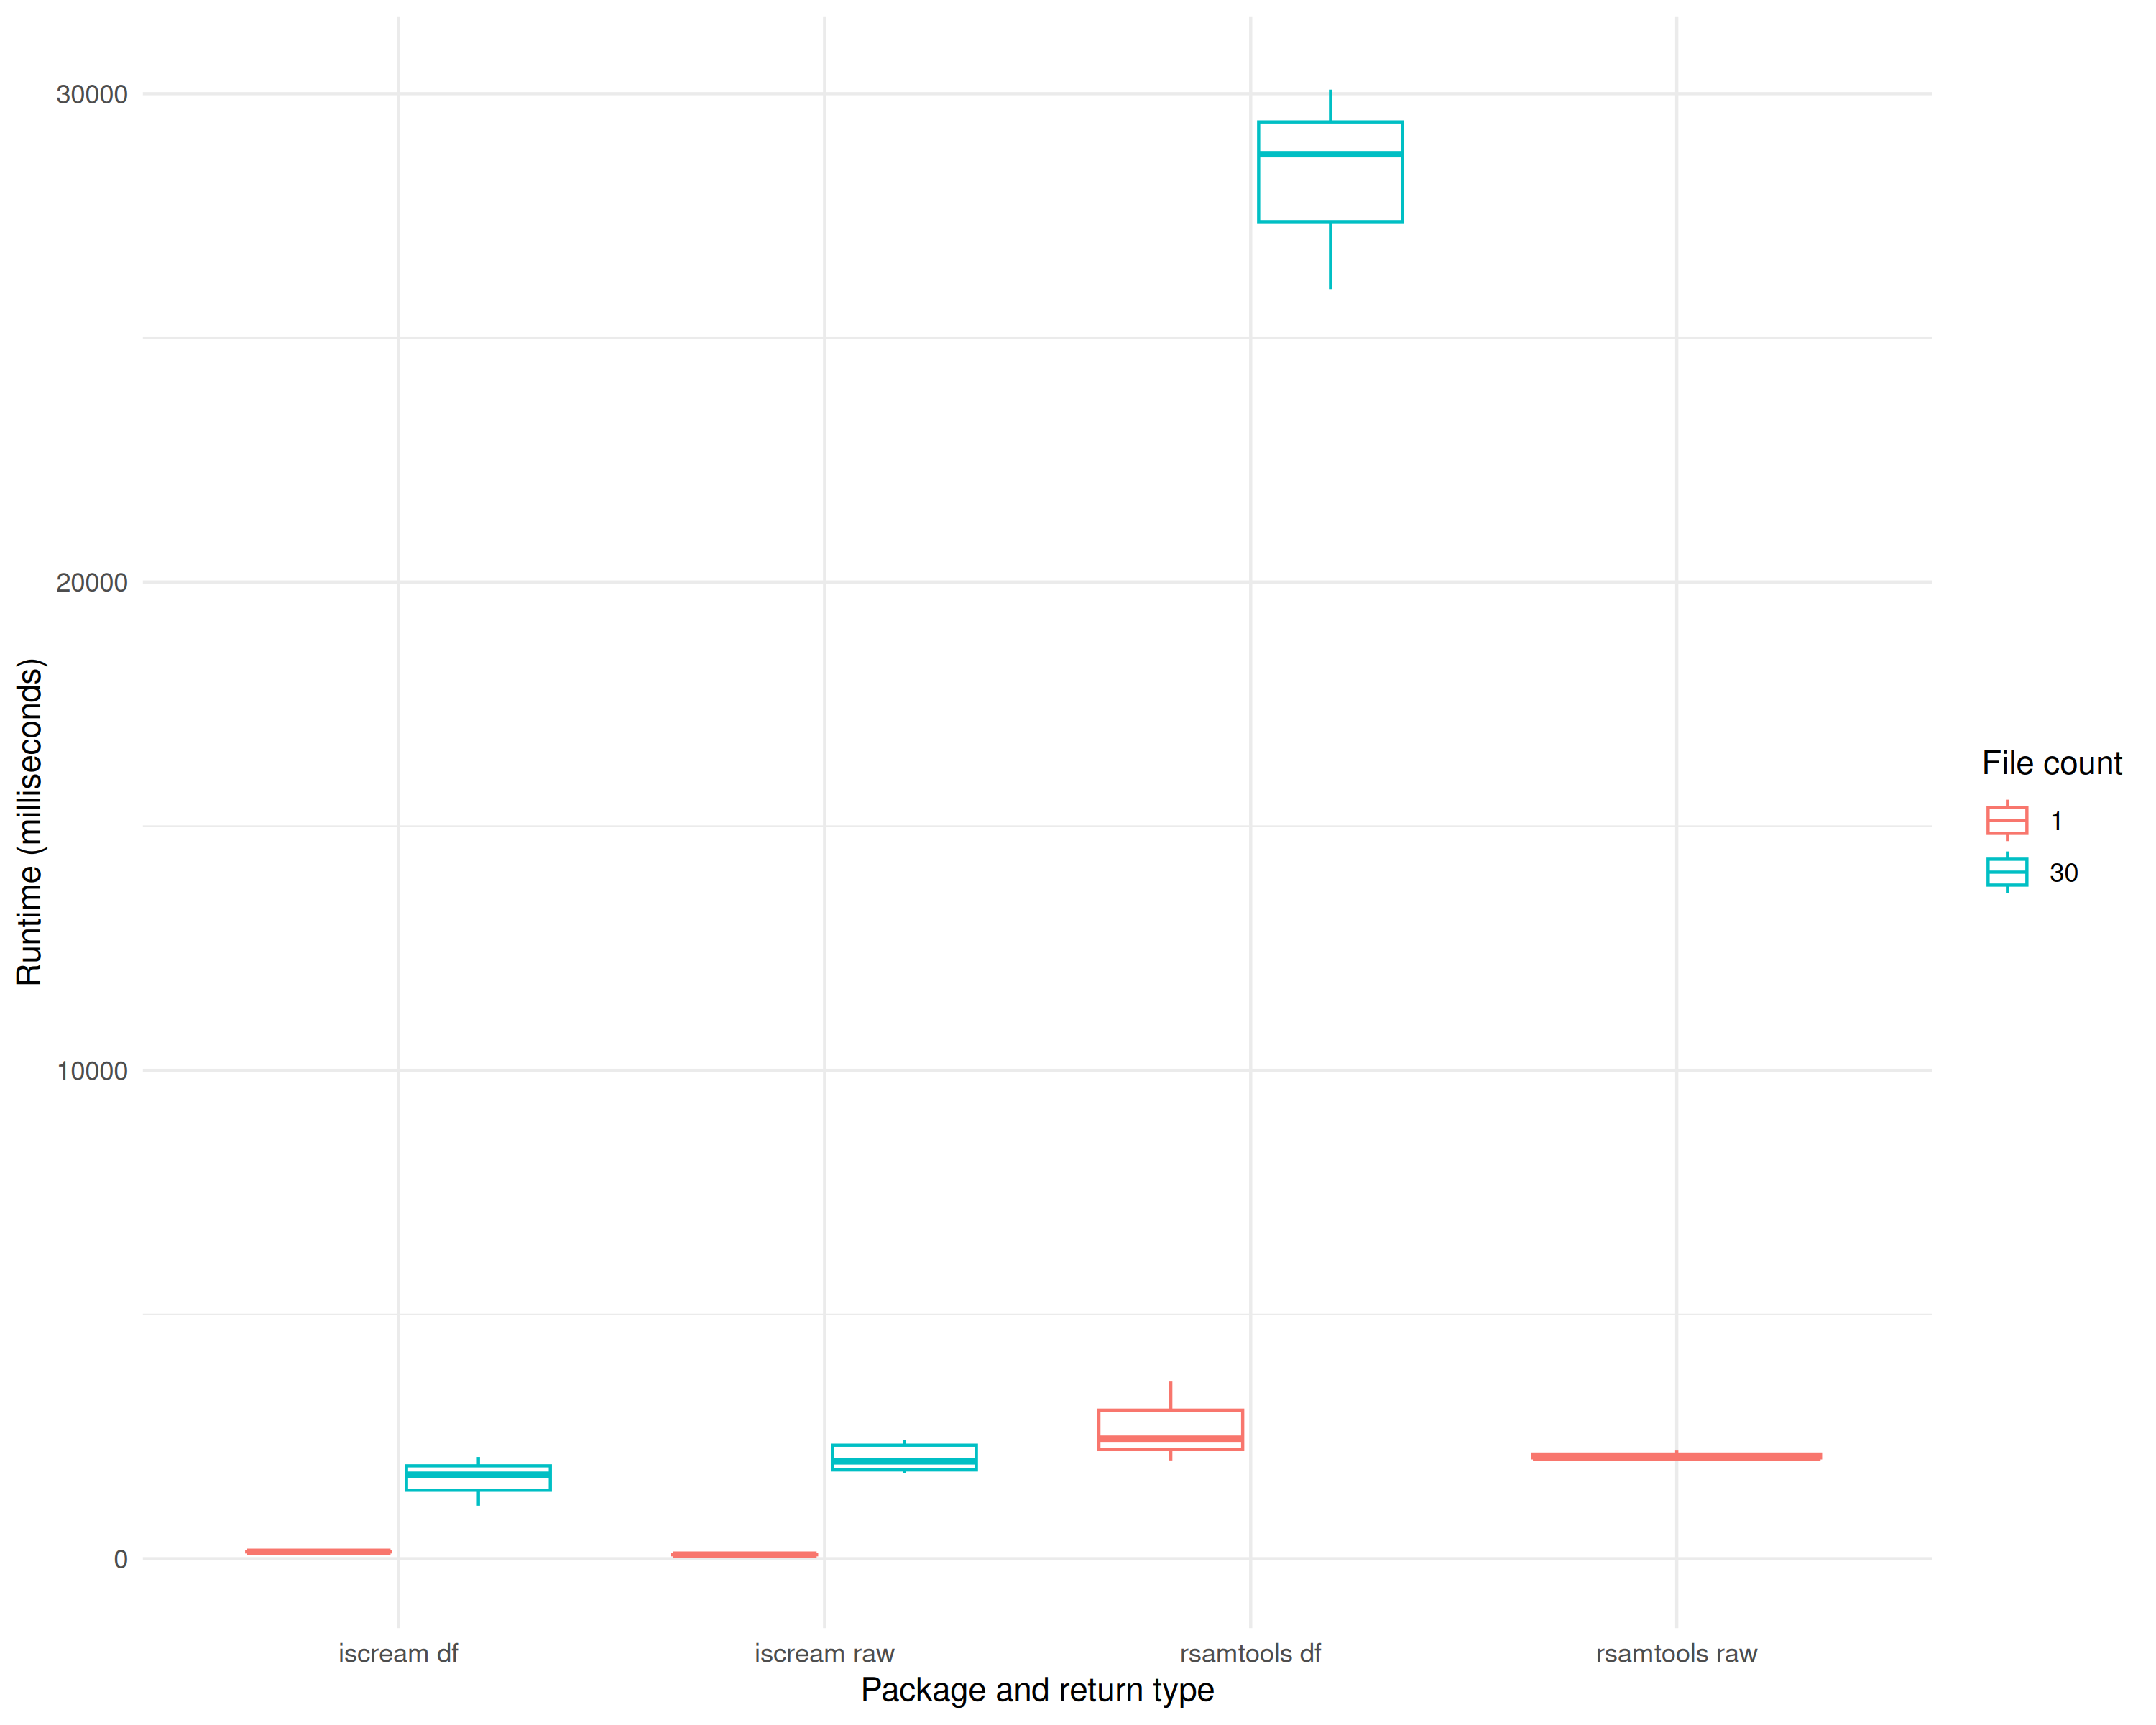 30000
20000
10000
0
Runtime (milliseconds)
iscream df
iscream raw
rsamtools df
rsamtools raw
Package and return type
File count
1
30